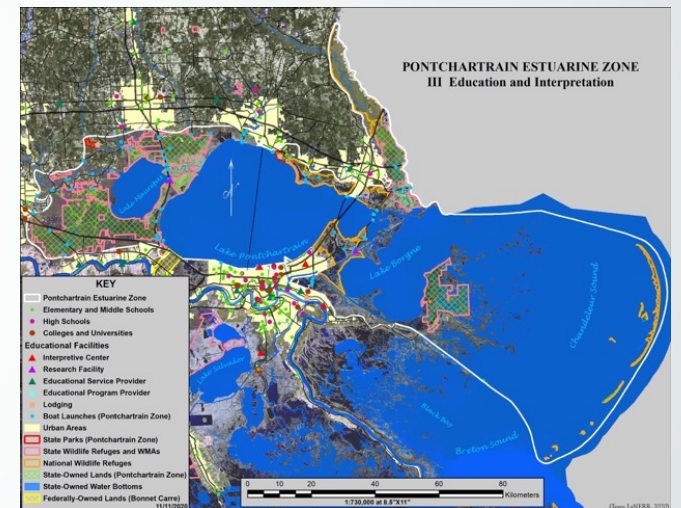 PONTCHARTRAIN ESTUARINE ZONE
III Education and Interpretation
Lake Maurepas
Lake Pontchartrain
Lake Borgne
Chandeleur Sound
Lake Salvador
Black Bay
Breton Sound
KEY
Pontchartrain Estuarine Zone
Elementary and Middle Schools
High Schools
Colleges and Universities
Educational Facilities
Interpretive Center
Research Facility
Educational Service Provider
Educational Program Provider
Lodging
Boat Launches (Pontchartrain Zone)
Urban Areas
State Parks (Pontchartrain Zone)
State Wildlife Refuges and WMAs
National Wildlife Refuges
State-Owned Lands (Pontchartrain Zone)
State-Owned Water Bottoms
Federally-Owned Lands (Bonnet Carre)
11/11/2020
0 10 20 40 60 80
Kilometers
1:730,000 at 8.5"X11"